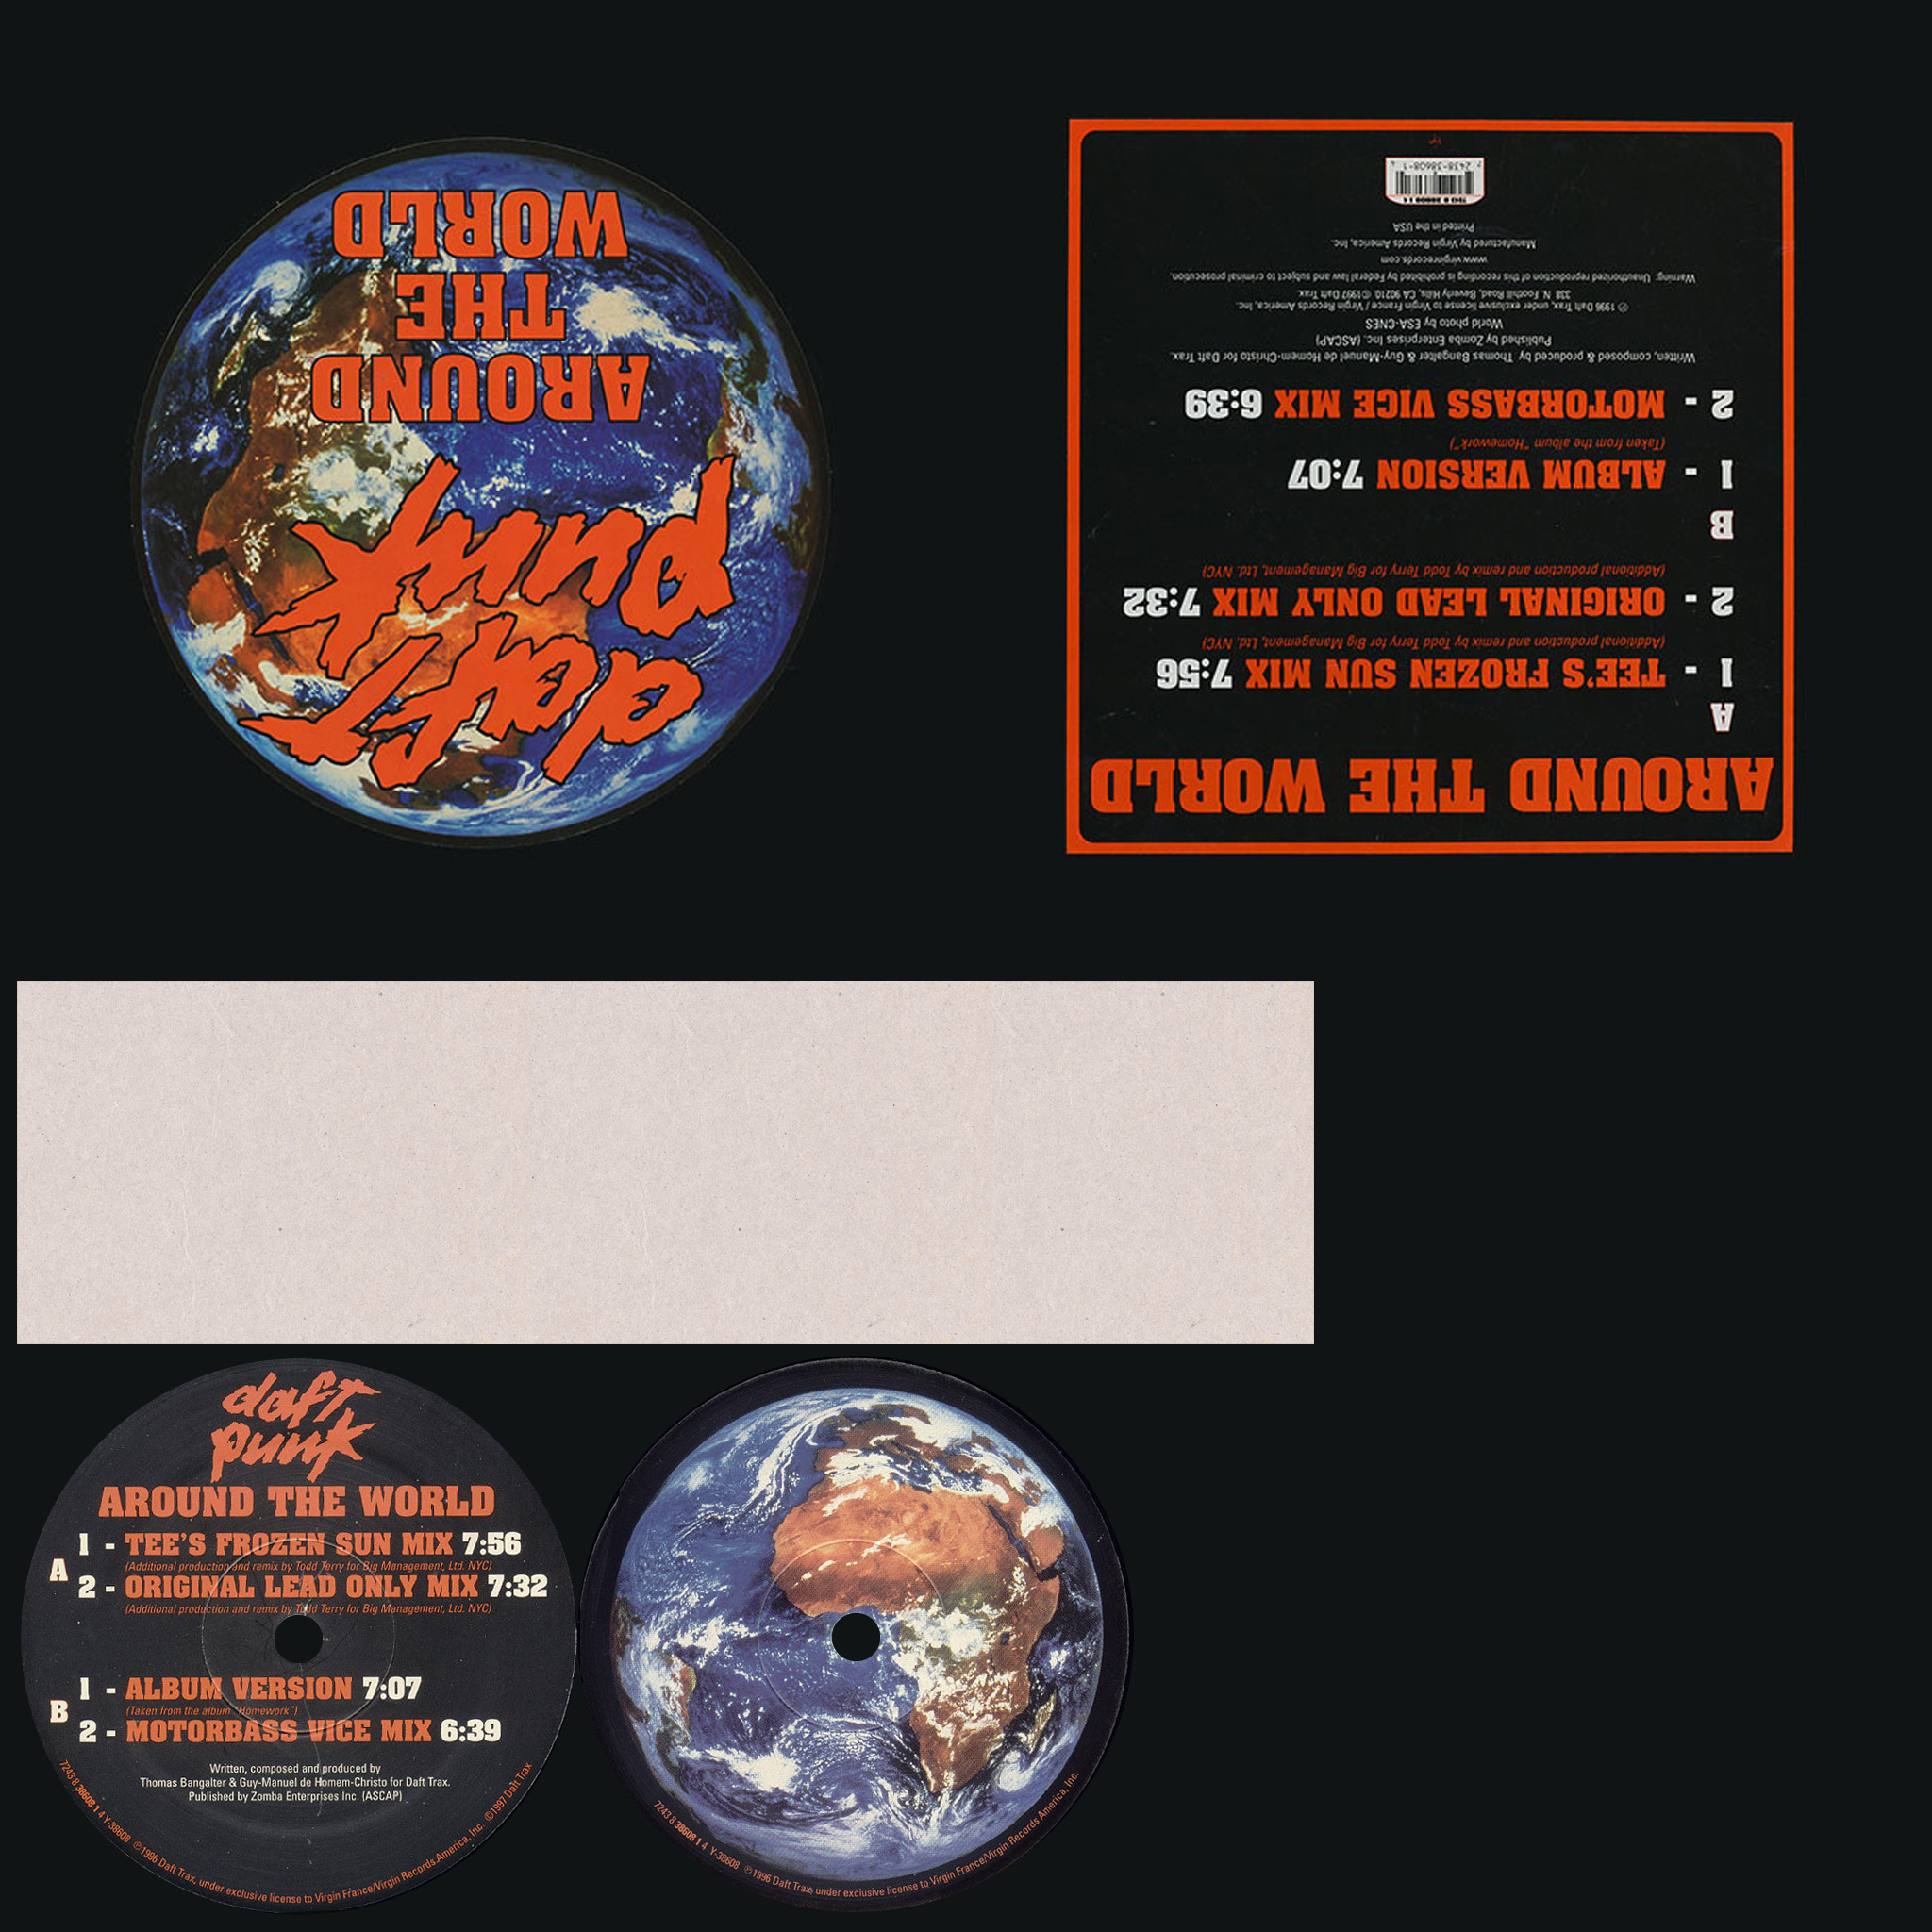 daft
punk
AROUND
THE
WORLD
AROUND THE WORLD
A
1 - TEE'S FROZEN SUN MIX 7:56
(Additional production and remix by Todd Terry for Big Management, Ltd. NYC)
2 - ORIGINAL LEAD ONLY MIX 7:32
(Additional production and remix by Todd Terry for Big Management, Ltd. NYC)
B
1 - ALBUM VERSION 7:07
(Taken from the album "Homework")
2 - MOTORBASS VICE MIX 6:39
Written, composed & produced by Thomas Bangalter & Guy-Manuel de Homem-Christo for Daft Trax.
Published by Zomba Enterprises Inc. (ASCAP)
World photo by ESA-CNES
℗ 1996 Daft Trax, under exclusive license to Virgin France / Virgin Records America, Inc.
338 N. Foothill Road, Beverly Hills, CA 90210. ©1997 Daft Trax.
Warning: Unauthorized reproduction of this recording is prohibited by Federal law and subject to criminal prosecution.
www.virginrecords.com
Manufactured by Virgin Records America, Inc.
Printed in the USA
7243 8 38608 1 4
7 2438-38608-1 4
daft
punk
AROUND THE WORLD
A
1 - TEE'S FROZEN SUN MIX 7:56
(Additional production and remix by Todd Terry for Big Management, Ltd. NYC)
2 - ORIGINAL LEAD ONLY MIX 7:32
(Additional production and remix by Todd Terry for Big Management, Ltd. NYC)
B
1 - ALBUM VERSION 7:07
(Taken from the album "Homework")
2 - MOTORBASS VICE MIX 6:39
Written, composed and produced by
Thomas Bangalter & Guy-Manuel de Homem-Christo for Daft Trax.
Published by Zomba Enterprises Inc. (ASCAP)
7243 8 38608 1 4 Y-38608 ℗1996 Daft Trax, under exclusive license to Virgin France/Virgin Records America, Inc. ©1997 Daft Trax
7243 8 38608 1 4 Y-38608 ℗1996 Daft Trax, under exclusive license to Virgin France/Virgin Records America, Inc.